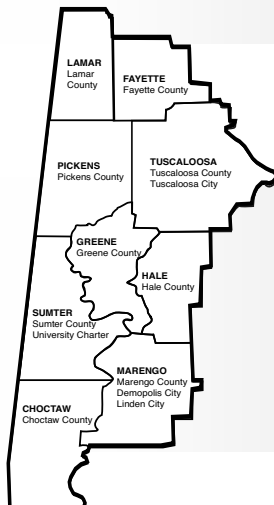 LAMAR
Lamar
County
FAYETTE
Fayette County
PICKENS
Pickens County
TUSCALOOSA
Tuscaloosa County
Tuscaloosa City
GREENE
Greene County
HALE
Hale County
SUMTER
Sumter County
University Charter
MARENGO
Marengo County
Demopolis City
Linden City
CHOCTAW
Choctaw County